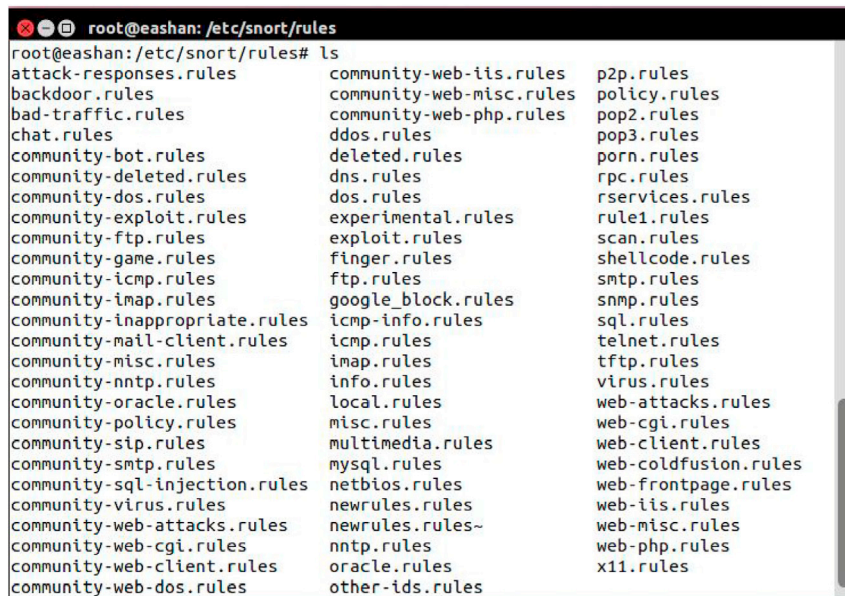 root@eashan: /etc/snort/rules
root@eashan:/etc/snort/rules# ls
attack-responses.rules community-web-iis.rules p2p.rules
backdoor.rules community-web-misc.rules policy.rules
bad-traffic.rules community-web-php.rules pop2.rules
chat.rules ddos.rules pop3.rules
community-bot.rules deleted.rules porn.rules
community-deleted.rules dns.rules rpc.rules
community-dos.rules dos.rules rservices.rules
community-exploit.rules experimental.rules rule1.rules
community-ftp.rules exploit.rules scan.rules
community-game.rules finger.rules shellcode.rules
community-icmp.rules ftp.rules smtp.rules
community-imap.rules google_block.rules snmp.rules
community-inappropriate.rules icmp-info.rules sql.rules
community-mail-client.rules icmp.rules telnet.rules
community-misc.rules imap.rules tftp.rules
community-nntp.rules info.rules virus.rules
community-oracle.rules local.rules web-attacks.rules
community-policy.rules misc.rules web-cgi.rules
community-sip.rules multimedia.rules web-client.rules
community-smtp.rules mysql.rules web-coldfusion.rules
community-sql-injection.rules netbios.rules web-frontpage.rules
community-virus.rules newrules.rules web-iis.rules
community-web-attacks.rules newrules.rules~ web-misc.rules
community-web-cgi.rules nntp.rules web-php.rules
community-web-client.rules oracle.rules x11.rules
community-web-dos.rules other-ids.rules